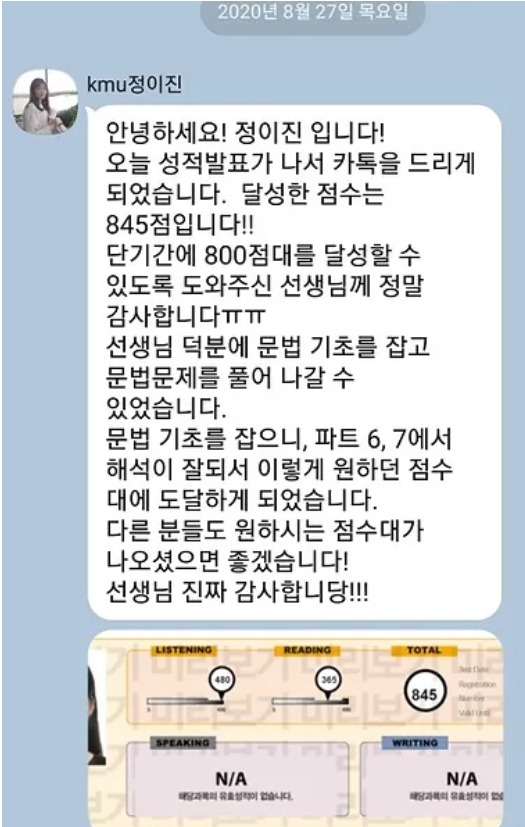 2020년 8월 27일 목요일
kmu정이진
안녕하세요! 정이진 입니다!
오늘 성적발표가 나서 카톡을 드리게
되었습니다. 달성한 점수는
845점입니다!!
단기간에 800점대를 달성할 수
있도록 도와주신 선생님께 정말
감사합니다ㅠㅠ
선생님 덕분에 문법 기초를 잡고
문법문제를 풀어 나갈 수
있었습니다.
문법 기초를 잡으니, 파트 6, 7에서
해석이 잘되서 이렇게 원하던 점수
대에 도달하게 되었습니다.
다른 분들도 원하시는 점수대가
나오셨으면 좋겠습니다!
선생님 진짜 감사합니당!!!
LISTENING
READING
TOTAL
480
365
845
Test Date
Registration
Number
Valid Until
SPEAKING
WRITING
N/A
N/A
해당과목의 유효성적이 없습니다.
해당과목의 유효성적이 없습